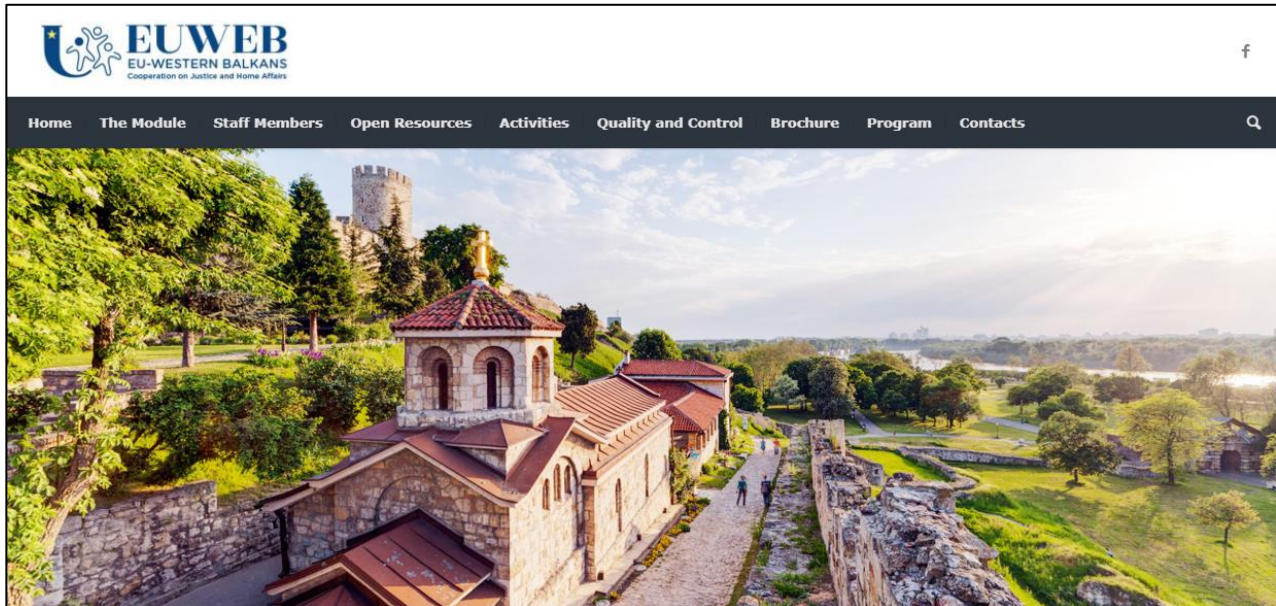 EUWEB
EU-WESTERN BALKANS
Cooperation on Justice and Home Affairs
f
Home The Module Staff Members Open Resources Activities Quality and Control Brochure Program Contacts